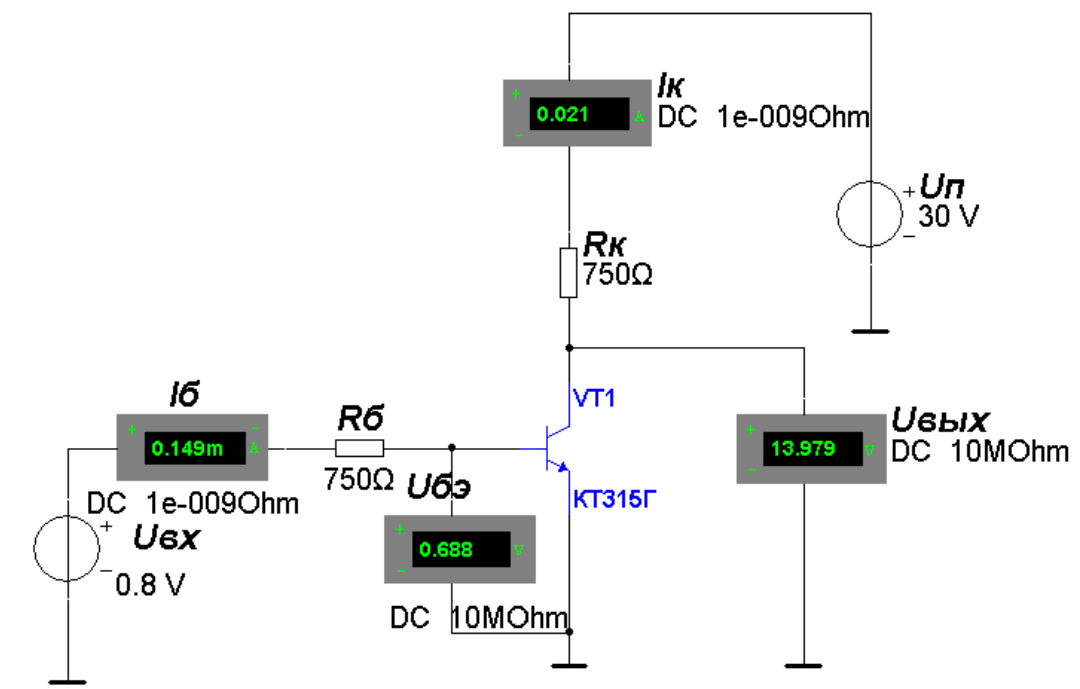 Iк
+
0.021 A
-
DC 1e-009Ohm
+ Uп
30 V
-
Rк
750Ω
VT1
Iб
+ -
0.149m A
DC 1e-009Ohm
Rб
750Ω
Uбэ
+
0.688 V
-
DC 10MOhm
КТ315Г
Uвых
+
13.979 V
-
DC 10MOhm
+ Uвх
-
0.8 V